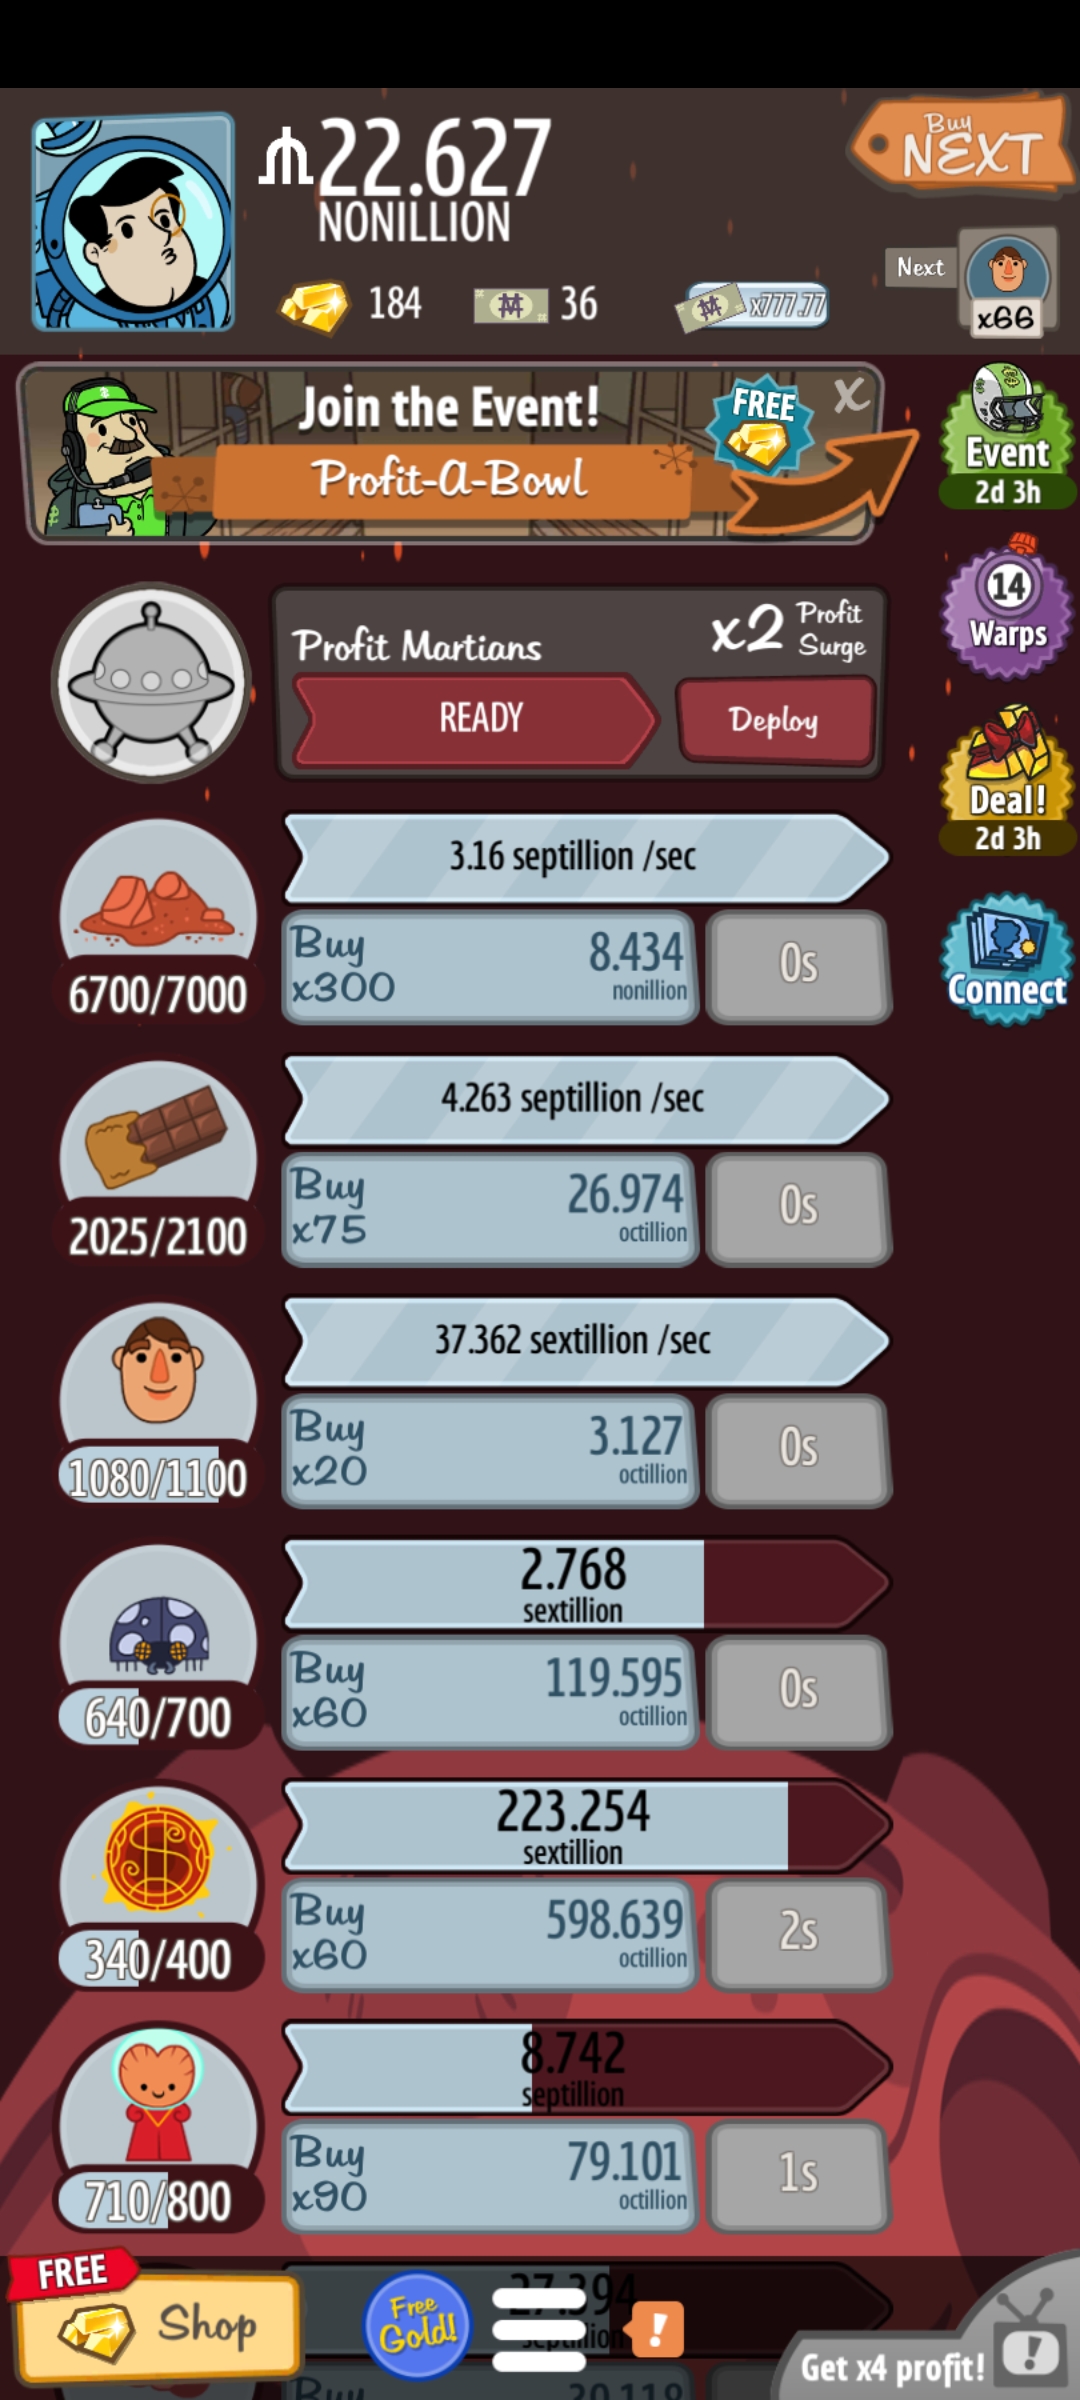 22.627
NONILLION
Buy
NEXT
184
36
x777.77
Next
x66
Join the Event!
Profit-A-Bowl
FREE
X
Event
2d 3h
14
Warps
Profit Martians
x2 Profit Surge
READY
Deploy
Deal!
2d 3h
3.16 septillion /sec
6700/7000
Buy x300
8.434
nonillion
0s
Connect
4.263 septillion /sec
2025/2100
Buy x75
26.974
octillion
0s
37.362 sextillion /sec
1080/1100
Buy x20
3.127
octillion
0s
2.768
sextillion
640/700
Buy x60
119.595
octillion
0s
223.254
sextillion
340/400
Buy x60
598.639
octillion
2s
8.742
septillion
710/800
Buy x90
79.101
octillion
1s
FREE
Shop
Free Gold!
27.394
septillion
!
Get x4 profit!
!
Buy